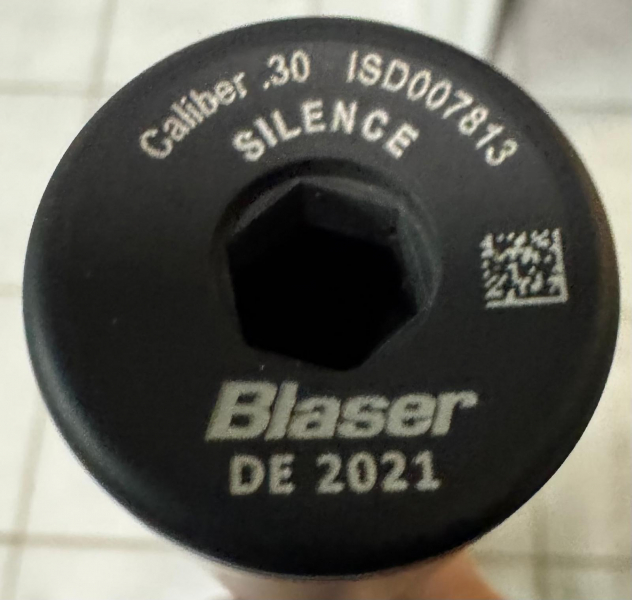 Caliber .30 ISD007813
SILENCE
Blaser
DE 2021